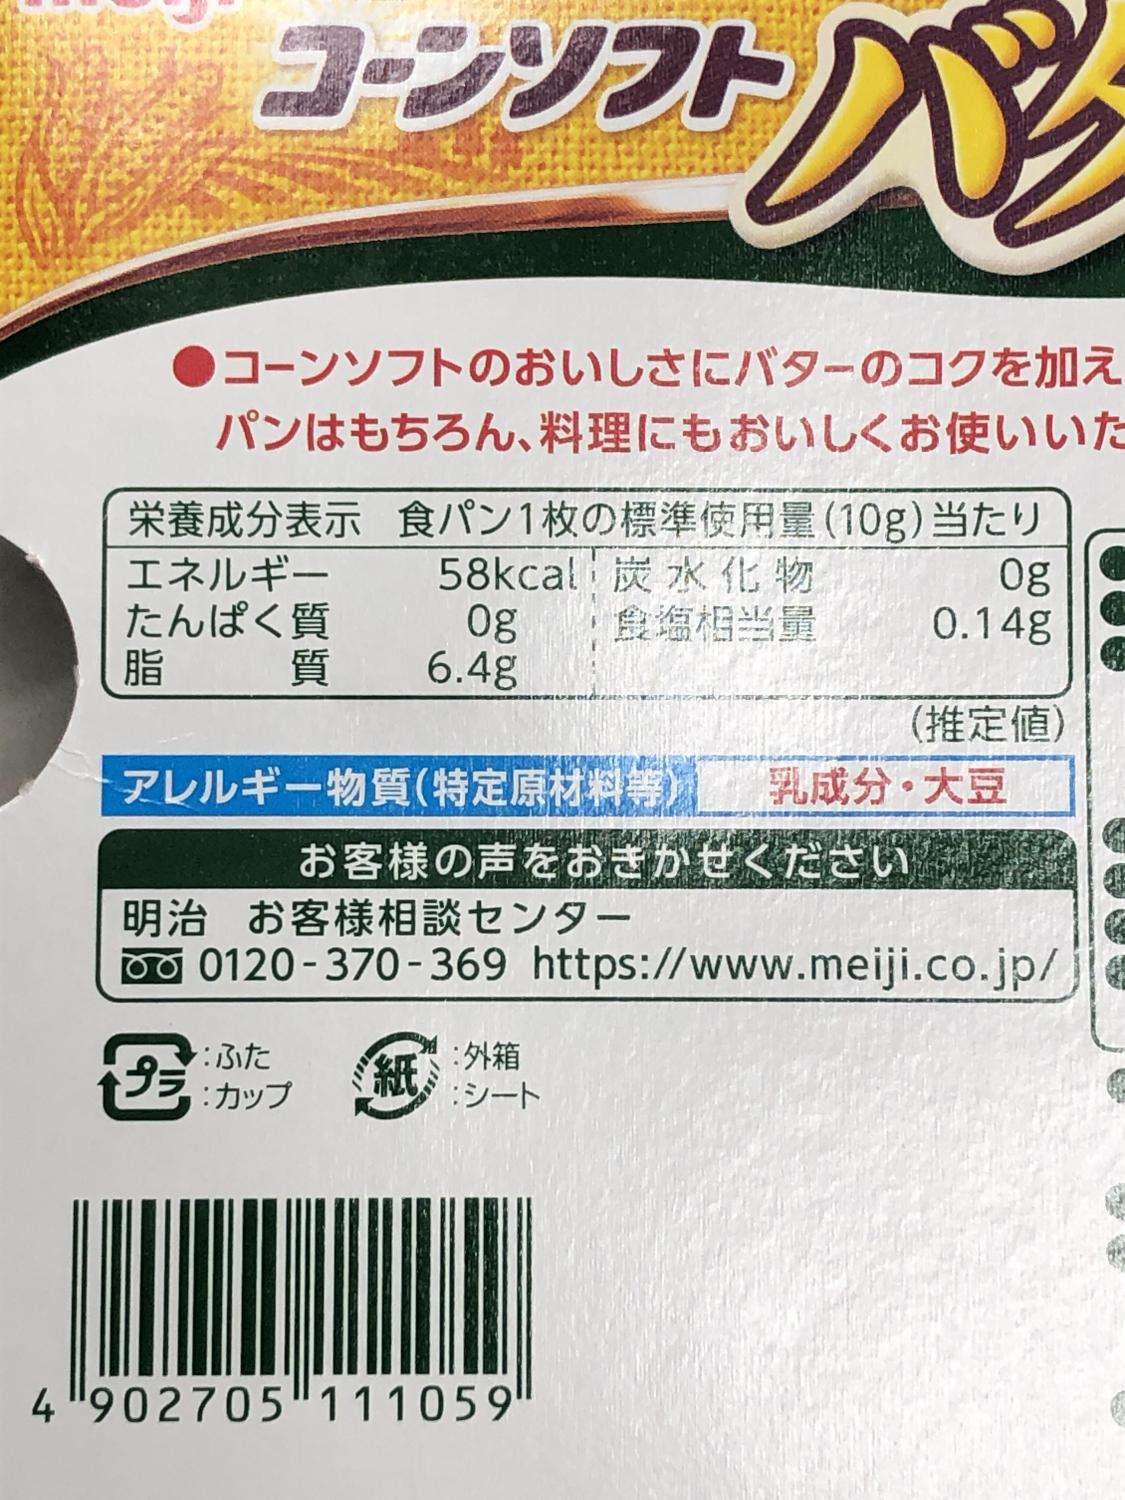 meiji
コーンソフト
バタ
●コーンソフトのおいしさにバターのコクを加え
パンはもちろん、料理にもおいしくお使いいた
栄養成分表示 食パン1枚の標準使用量(10g)当たり
エネルギー 58kcal 炭水化物 0g
たんぱく質 0g 食塩相当量 0.14g
脂質 6.4g
(推定値)
アレルギー物質(特定原材料等) 乳成分・大豆
お客様の声をおきかせください
明治 お客様相談センター
0120-370-369 https://www.meiji.co.jp/
プラ :ふた :カップ
紙 :外箱 :シート
4 902705 111059